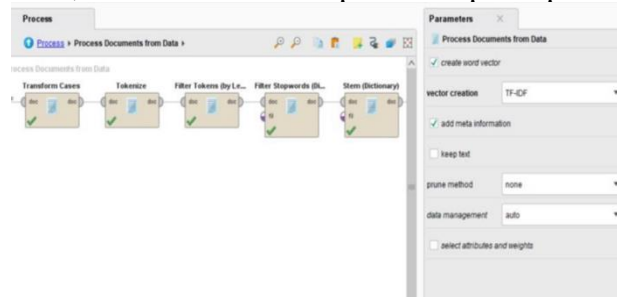 Process
Process ▸ Process Documents from Data ▸
Process Documents from Data
Transform Cases
Tokenize
Filter Tokens (by Le...
Filter Stopwords (Di...
Stem (Dictionary)
doc doc
doc doc
doc doc
doc doc
doc doc
Parameters
Process Documents from Data
create word vector
vector creation TF-IDF
add meta information
keep text
prune method none
data management auto
select attributes and weights